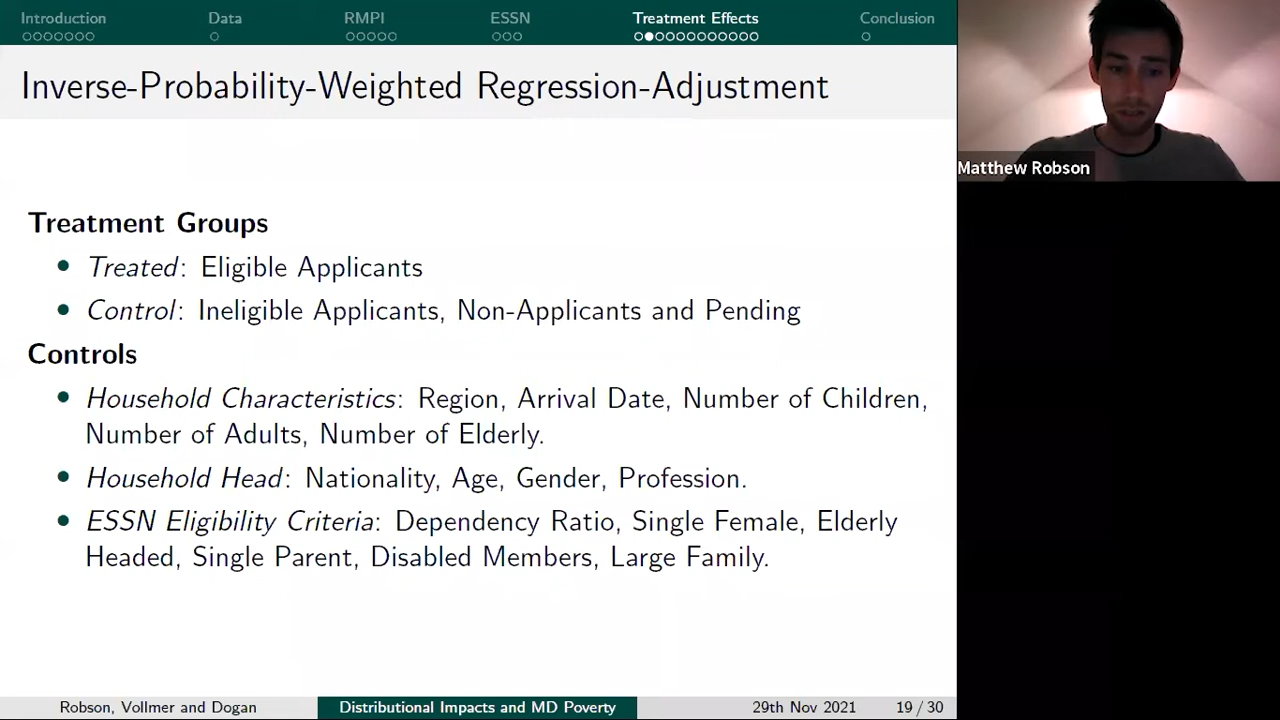 Introduction Data RMPI ESSN Treatment Effects Conclusion
Inverse-Probability-Weighted Regression-Adjustment
Matthew Robson
Treatment Groups
Treated: Eligible Applicants
Control: Ineligible Applicants, Non-Applicants and Pending
Controls
Household Characteristics: Region, Arrival Date, Number of Children,
Number of Adults, Number of Elderly.
Household Head: Nationality, Age, Gender, Profession.
ESSN Eligibility Criteria: Dependency Ratio, Single Female, Elderly
Headed, Single Parent, Disabled Members, Large Family.
Robson, Vollmer and Dogan Distributional Impacts and MD Poverty 29th Nov 2021 19 / 30